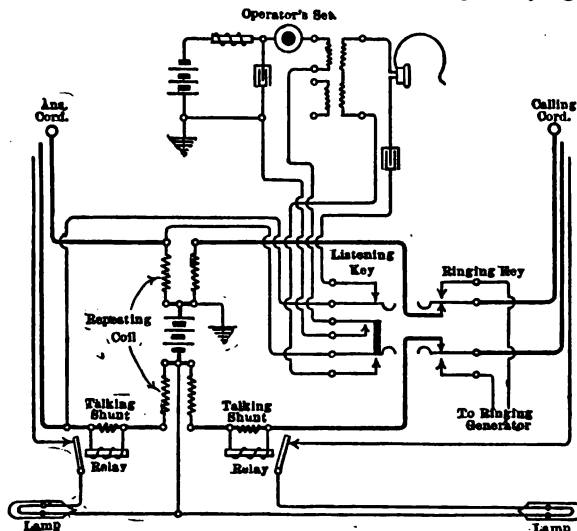 Operator's Set.
Ans.
Cord.
Calling
Cord.
Listening
Key
Ringing Key
Repeating
Coil
Talking
Shunt
Talking
Shunt
To Ringing
Generator
Relay
Relay
Lamp
Lamp